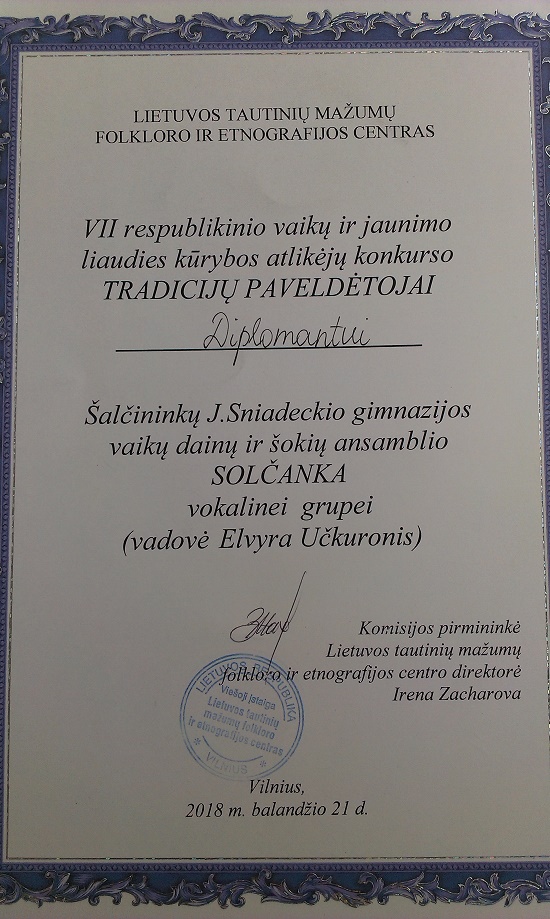 LIETUVOS TAUTINIŲ MAŽUMŲ
FOLKLORO IR ETNOGRAFIJOS CENTRAS
VII respublikinio vaikų ir jaunimo
liaudies kūrybos atlikėjų konkurso
TRADICIJŲ PAVELDĖTOJAI
Diplomantui
Šalčininkų J.Sniadeckio gimnazijos
vaikų dainų ir šokių ansamblio
SOLČANKA
vokalinei grupei
(vadovė Elvyra Učkuronis)
Komisijos pirmininkė
Lietuvos tautinių mažumų
folkloro ir etnografijos centro direktorė
Irena Zacharova
LIETUVOS RESPUBLIKA
Viešoji įstaiga
Lietuvos tautinių
mažumų folkloro
ir etnografijos centras
* VILNIUS *
Vilnius,
2018 m. balandžio 21 d.